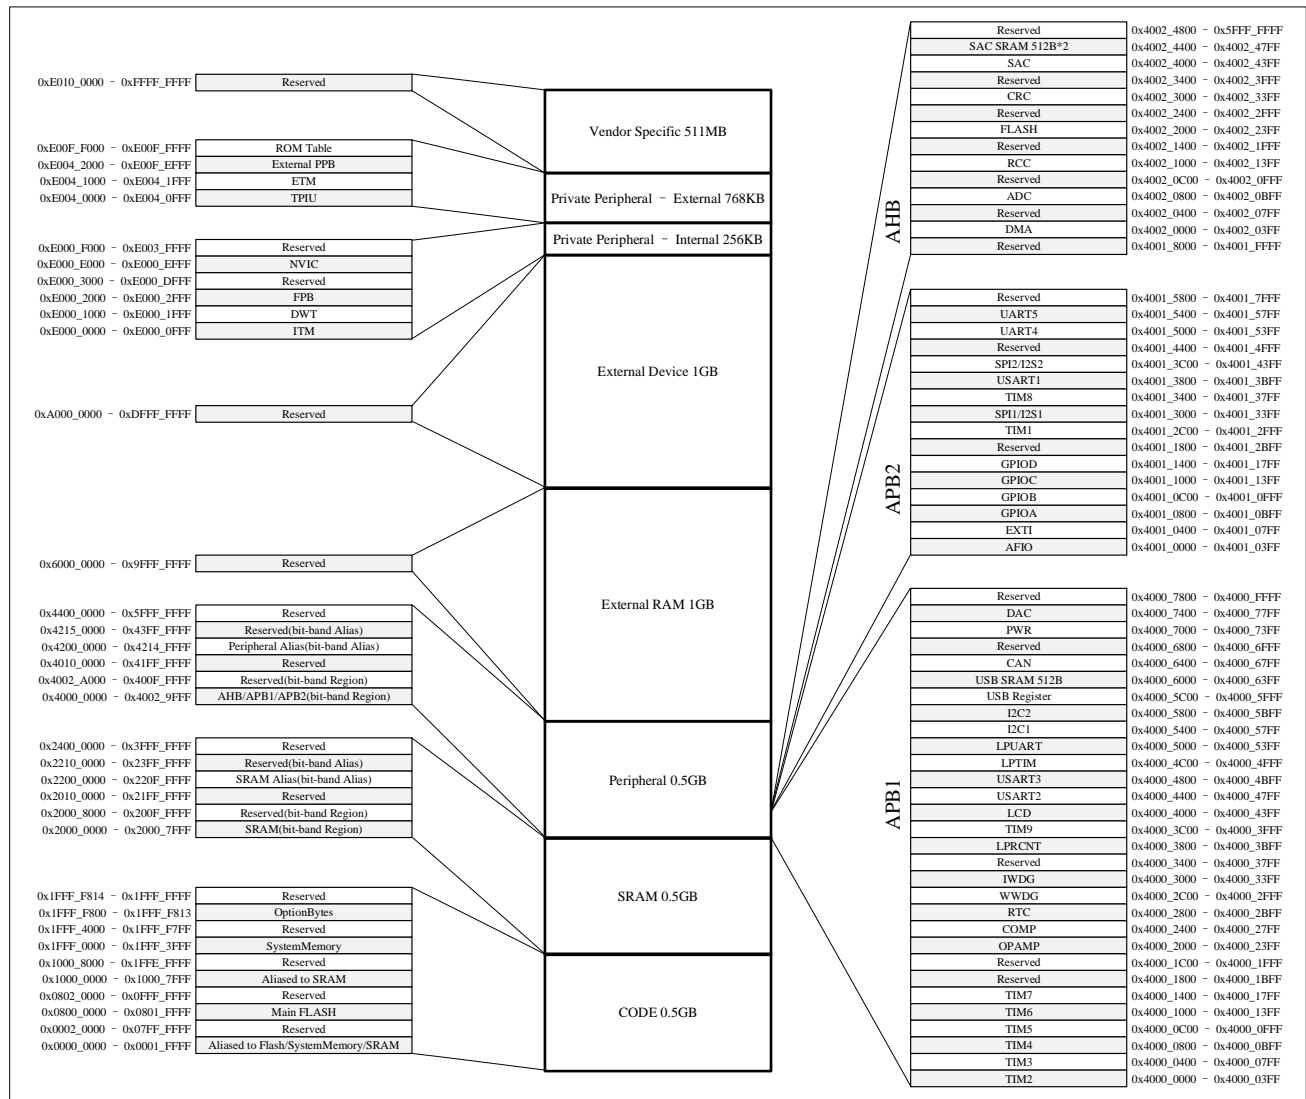 0xE010_0000 - 0xFFFF_FFFF Reserved
0xE00F_F000 - 0xE00F_FFFF ROM Table
0xE004_2000 - 0xE00F_EFFF External PPB
0xE004_1000 - 0xE004_1FFF ETM
0xE004_0000 - 0xE004_0FFF TPIU
0xE000_F000 - 0xE003_FFFF Reserved
0xE000_E000 - 0xE000_EFFF NVIC
0xE000_3000 - 0xE000_DFFF Reserved
0xE000_2000 - 0xE000_2FFF FPB
0xE000_1000 - 0xE000_1FFF DWT
0xE000_0000 - 0xE000_0FFF ITM
0xA000_0000 - 0xDFFF_FFFF Reserved
0x6000_0000 - 0x9FFF_FFFF Reserved
0x4400_0000 - 0x5FFF_FFFF Reserved
0x4215_0000 - 0x43FF_FFFF Reserved(bit-band Alias)
0x4200_0000 - 0x4214_FFFF Peripheral Alias(bit-band Alias)
0x4010_0000 - 0x41FF_FFFF Reserved
0x4002_A000 - 0x400F_FFFF Reserved(bit-band Region)
0x4000_0000 - 0x4002_9FFF AHB/APB1/APB2(bit-band Region)
0x2400_0000 - 0x3FFF_FFFF Reserved
0x2210_0000 - 0x23FF_FFFF Reserved(bit-band Alias)
0x2200_0000 - 0x220F_FFFF SRAM Alias(bit-band Alias)
0x2010_0000 - 0x21FF_FFFF Reserved
0x2000_8000 - 0x200F_FFFF Reserved(bit-band Region)
0x2000_0000 - 0x2000_7FFF SRAM(bit-band Region)
0x1FFF_F814 - 0x1FFF_FFFF Reserved
0x1FFF_F800 - 0x1FFF_F813 OptionBytes
0x1FFF_4000 - 0x1FFF_F7FF Reserved
0x1FFF_0000 - 0x1FFF_3FFF SystemMemory
0x1000_8000 - 0x1FFE_FFFF Reserved
0x1000_0000 - 0x1000_7FFF Aliased to SRAM
0x0802_0000 - 0x0FFF_FFFF Reserved
0x0800_0000 - 0x0801_FFFF Main FLASH
0x0002_0000 - 0x07FF_FFFF Reserved
0x0000_0000 - 0x0001_FFFF Aliased to Flash/SystemMemory/SRAM
Vendor Specific 511MB
Private Peripheral - External 768KB
Private Peripheral - Internal 256KB
External Device 1GB
External RAM 1GB
Peripheral 0.5GB
SRAM 0.5GB
CODE 0.5GB
AHB
Reserved 0x4002_4800 - 0x5FFF_FFFF
SAC SRAM 512B*2 0x4002_4400 - 0x4002_47FF
SAC 0x4002_4000 - 0x4002_43FF
Reserved 0x4002_3400 - 0x4002_3FFF
CRC 0x4002_3000 - 0x4002_33FF
Reserved 0x4002_2400 - 0x4002_2FFF
FLASH 0x4002_2000 - 0x4002_23FF
Reserved 0x4002_1400 - 0x4002_1FFF
RCC 0x4002_1000 - 0x4002_13FF
Reserved 0x4002_0C00 - 0x4002_0FFF
ADC 0x4002_0800 - 0x4002_0BFF
Reserved 0x4002_0400 - 0x4002_07FF
DMA 0x4002_0000 - 0x4002_03FF
Reserved 0x4001_8000 - 0x4001_FFFF
APB2
Reserved 0x4001_5800 - 0x4001_7FFF
UART5 0x4001_5400 - 0x4001_57FF
UART4 0x4001_5000 - 0x4001_53FF
Reserved 0x4001_4400 - 0x4001_4FFF
SPI2/I2S2 0x4001_3C00 - 0x4001_43FF
USART1 0x4001_3800 - 0x4001_3BFF
TIM8 0x4001_3400 - 0x4001_37FF
SPI1/I2S1 0x4001_3000 - 0x4001_33FF
TIM1 0x4001_2C00 - 0x4001_2FFF
Reserved 0x4001_1800 - 0x4001_2BFF
GPIOD 0x4001_1400 - 0x4001_17FF
GPIOC 0x4001_1000 - 0x4001_13FF
GPIOB 0x4001_0C00 - 0x4001_0FFF
GPIOA 0x4001_0800 - 0x4001_0BFF
EXTI 0x4001_0400 - 0x4001_07FF
AFIO 0x4001_0000 - 0x4001_03FF
APB1
Reserved 0x4000_7800 - 0x4000_FFFF
DAC 0x4000_7400 - 0x4000_77FF
PWR 0x4000_7000 - 0x4000_73FF
Reserved 0x4000_6800 - 0x4000_6FFF
CAN 0x4000_6400 - 0x4000_67FF
USB SRAM 512B 0x4000_6000 - 0x4000_63FF
USB Register 0x4000_5C00 - 0x4000_5FFF
I2C2 0x4000_5800 - 0x4000_5BFF
I2C1 0x4000_5400 - 0x4000_57FF
LPUART 0x4000_5000 - 0x4000_53FF
LPTIM 0x4000_4C00 - 0x4000_4FFF
USART3 0x4000_4800 - 0x4000_4BFF
USART2 0x4000_4400 - 0x4000_47FF
LCD 0x4000_4000 - 0x4000_43FF
TIM9 0x4000_3C00 - 0x4000_3FFF
LPRCNT 0x4000_3800 - 0x4000_3BFF
Reserved 0x4000_3400 - 0x4000_37FF
IWDG 0x4000_3000 - 0x4000_33FF
WWDG 0x4000_2C00 - 0x4000_2FFF
RTC 0x4000_2800 - 0x4000_2BFF
COMP 0x4000_2400 - 0x4000_27FF
OPAMP 0x4000_2000 - 0x4000_23FF
Reserved 0x4000_1C00 - 0x4000_1FFF
Reserved 0x4000_1800 - 0x4000_1BFF
TIM7 0x4000_1400 - 0x4000_17FF
TIM6 0x4000_1000 - 0x4000_13FF
TIM5 0x4000_0C00 - 0x4000_0FFF
TIM4 0x4000_0800 - 0x4000_0BFF
TIM3 0x4000_0400 - 0x4000_07FF
TIM2 0x4000_0000 - 0x4000_03FF